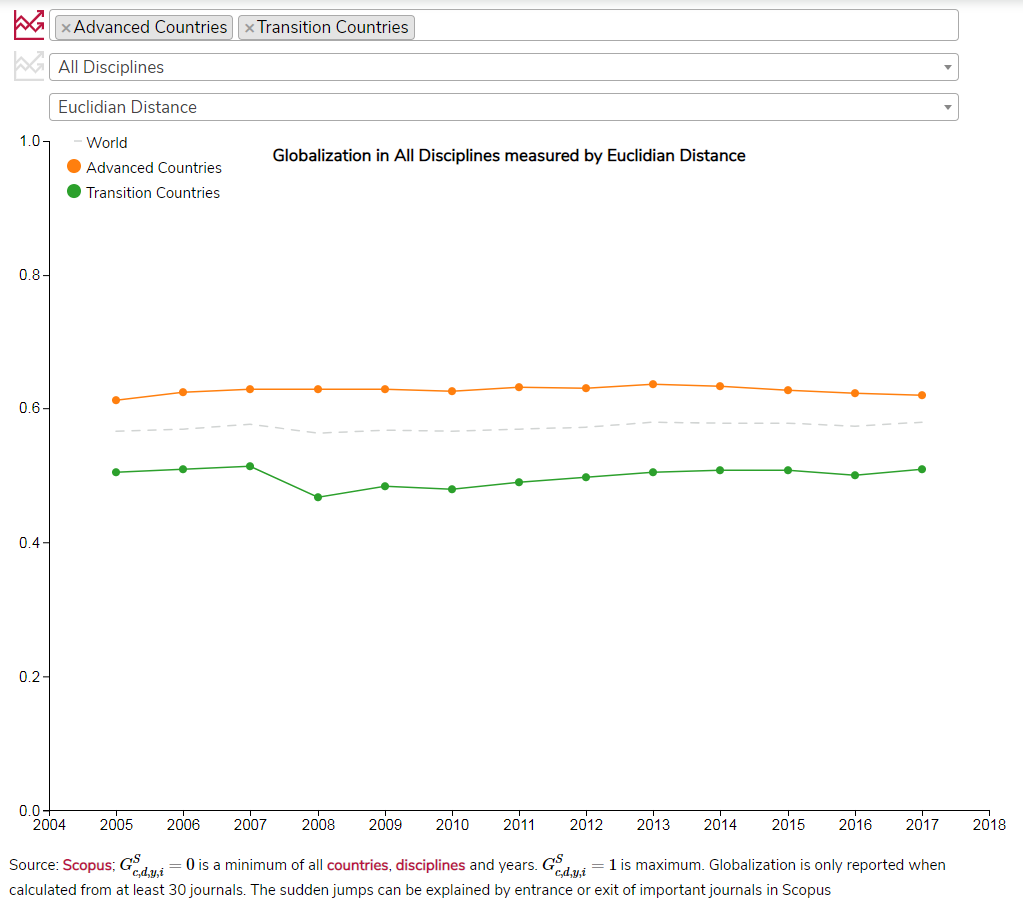 ×Advanced Countries ×Transition Countries
All Disciplines
Euclidian Distance
Globalization in All Disciplines measured by Euclidian Distance
World
Advanced Countries
Transition Countries
1.0
0.8
0.6
0.4
0.2
0.0
2004 2005 2006 2007 2008 2009 2010 2011 2012 2013 2014 2015 2016 2017 2018
Source: Scopus; G^S_{c,d,y,i} = 0 is a minimum of all countries, disciplines and years. G^S_{c,d,y,i} = 1 is maximum. Globalization is only reported when
calculated from at least 30 journals. The sudden jumps can be explained by entrance or exit of important journals in Scopus